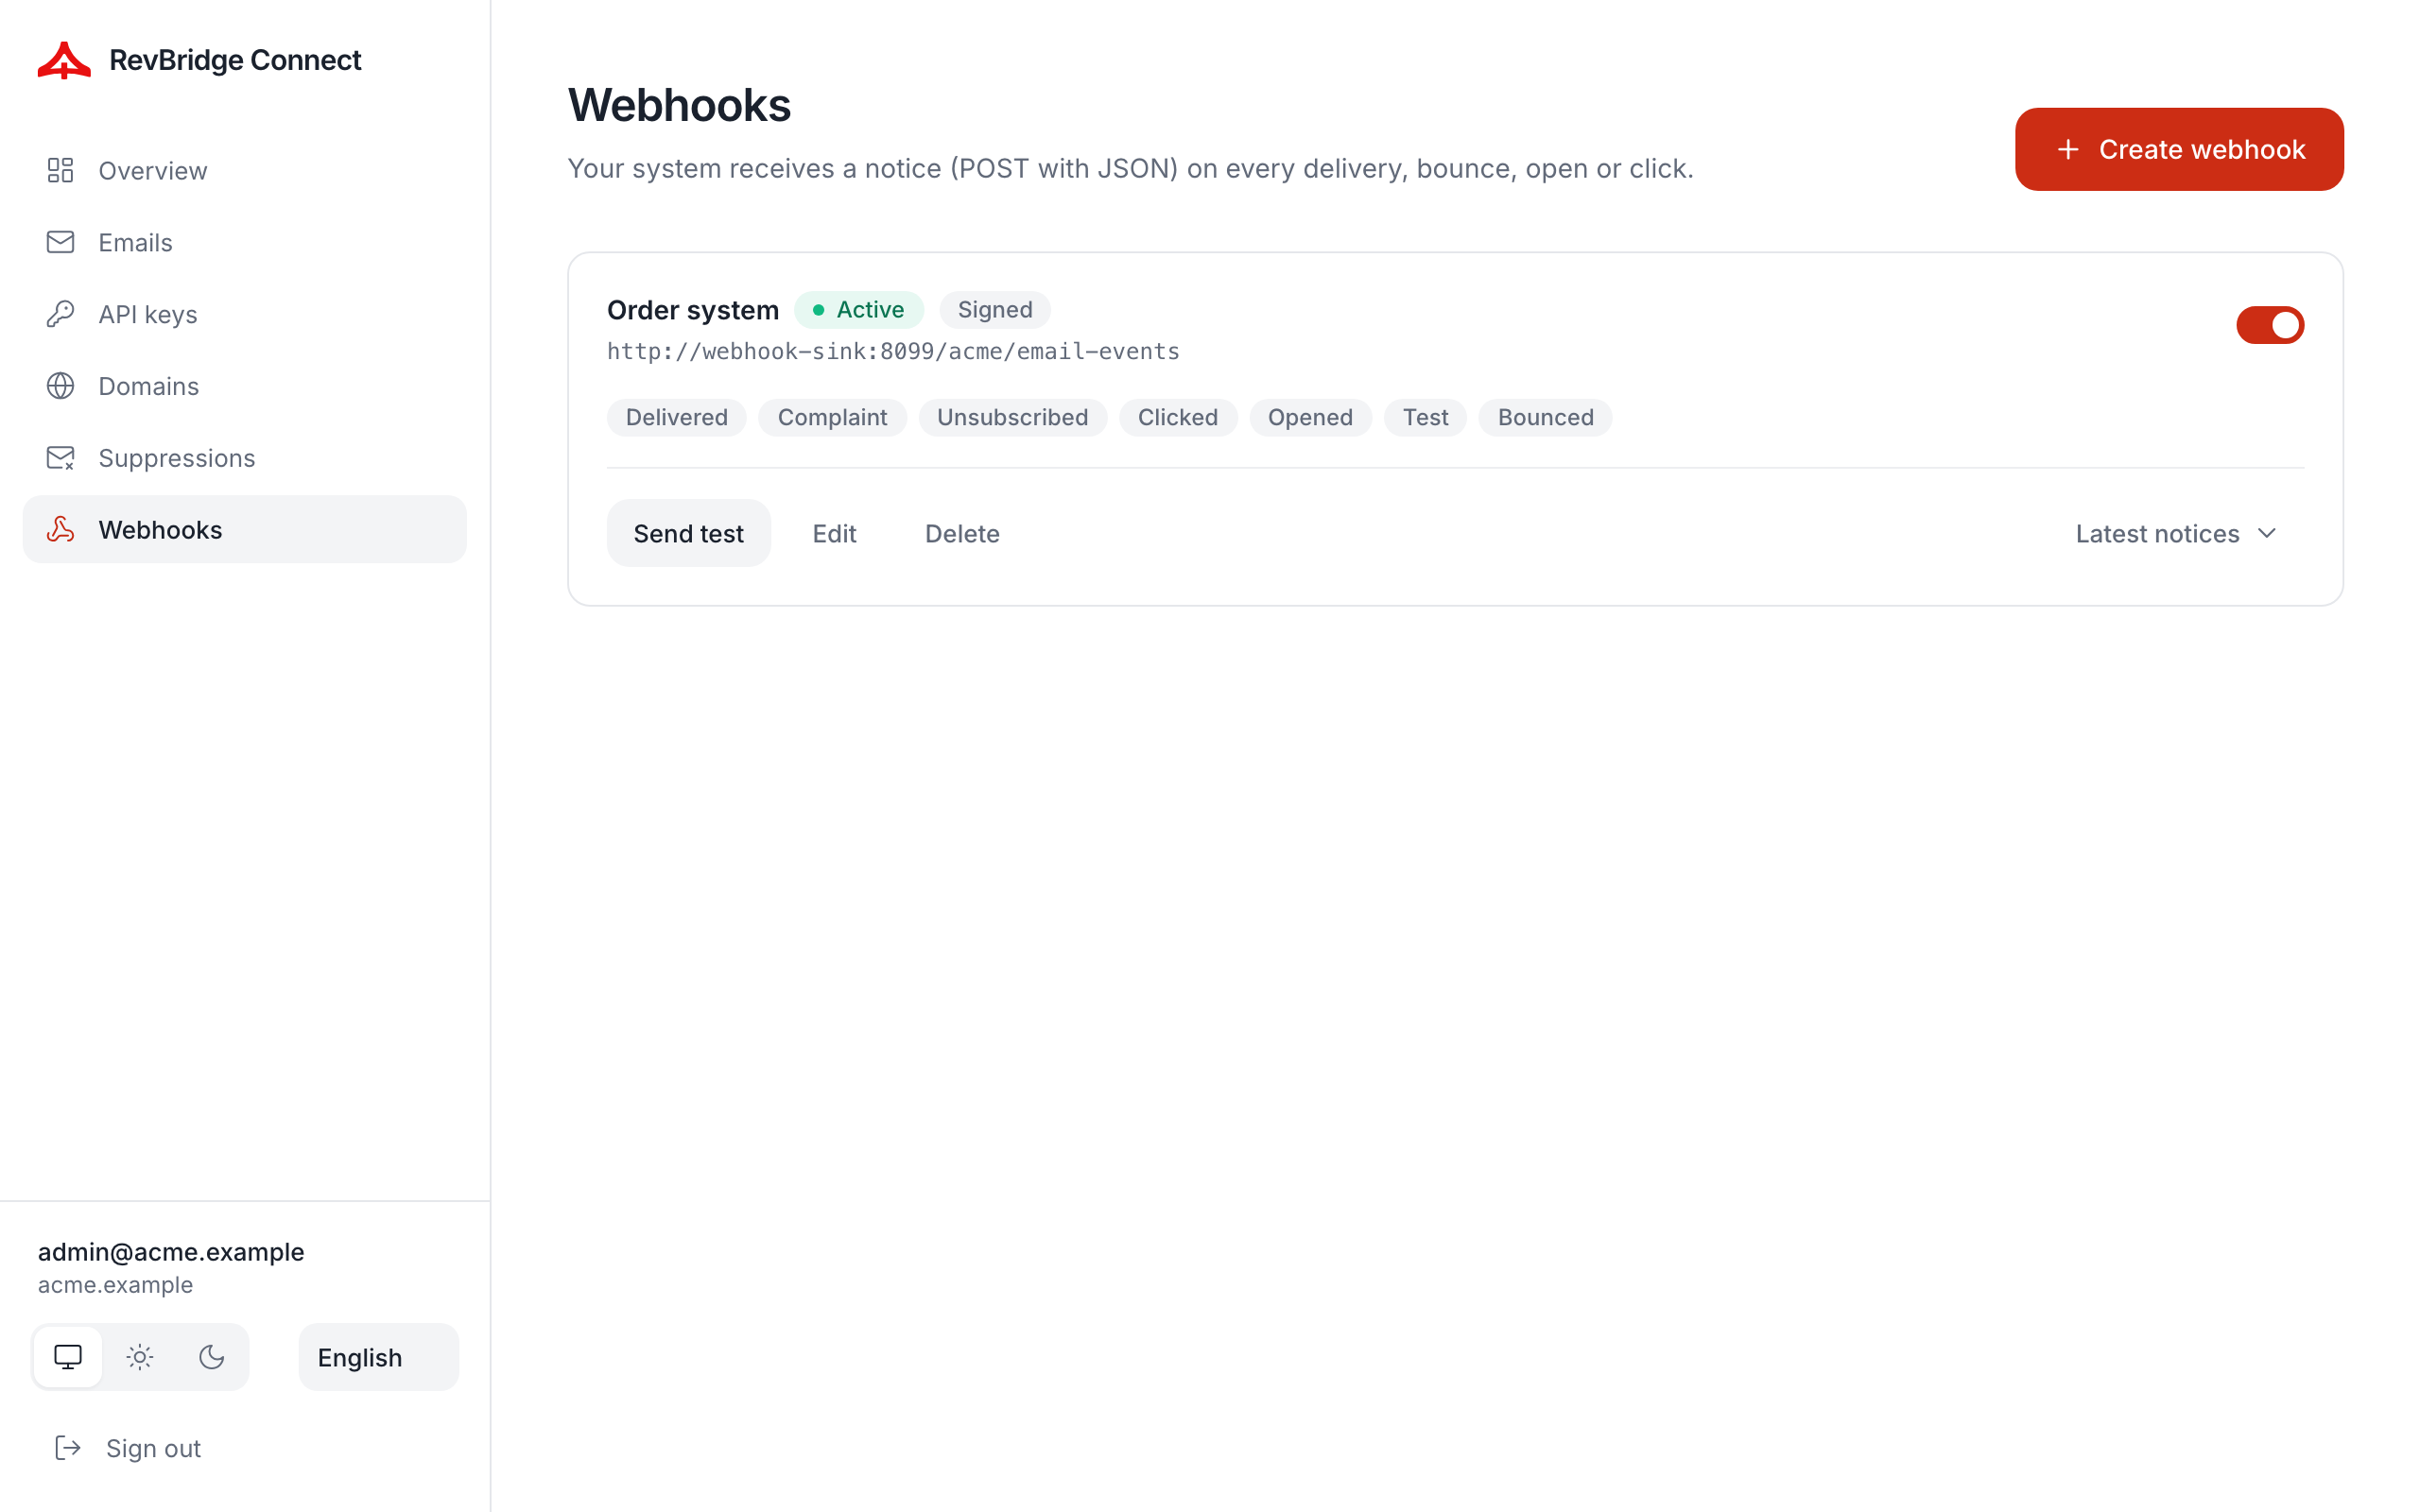 RevBridge Connect
Overview
Emails
API keys
Domains
Suppressions
Webhooks
admin@acme.example
acme.example
English
Sign out
Webhooks
Your system receives a notice (POST with JSON) on every delivery, bounce, open or click.
Create webhook
Order system Active Signed
http://webhook-sink:8099/acme/email-events
Delivered Complaint Unsubscribed Clicked Opened Test Bounced
Send test Edit Delete Latest notices